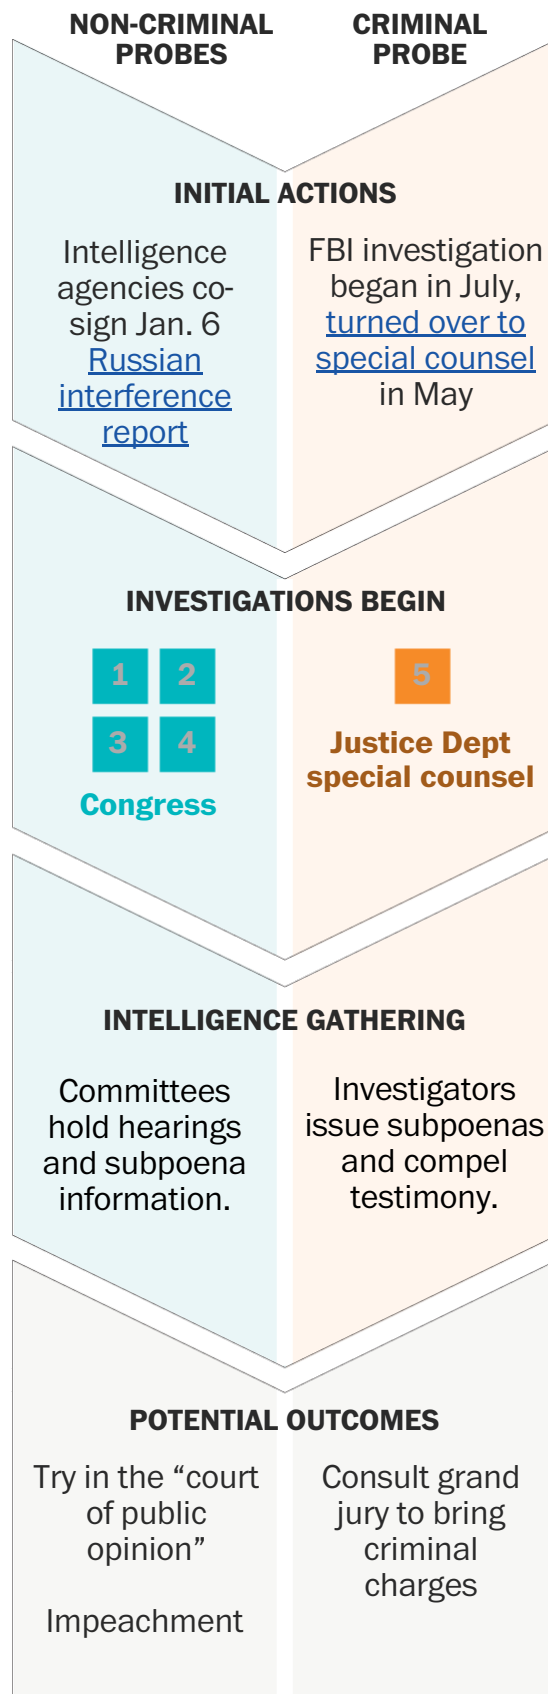 NON-CRIMINAL
PROBES
CRIMINAL
PROBE
INITIAL ACTIONS
Intelligence
agencies co-
sign Jan. 6
Russian
interference
report
FBI investigation
began in July,
turned over to
special counsel
in May
INVESTIGATIONS BEGIN
1 2
3 4
Congress
5
Justice Dept
special counsel
INTELLIGENCE GATHERING
Committees
hold hearings
and subpoena
information.
Investigators
issue subpoenas
and compel
testimony.
POTENTIAL OUTCOMES
Try in the “court
of public
opinion”
Impeachment
Consult grand
jury to bring
criminal
charges